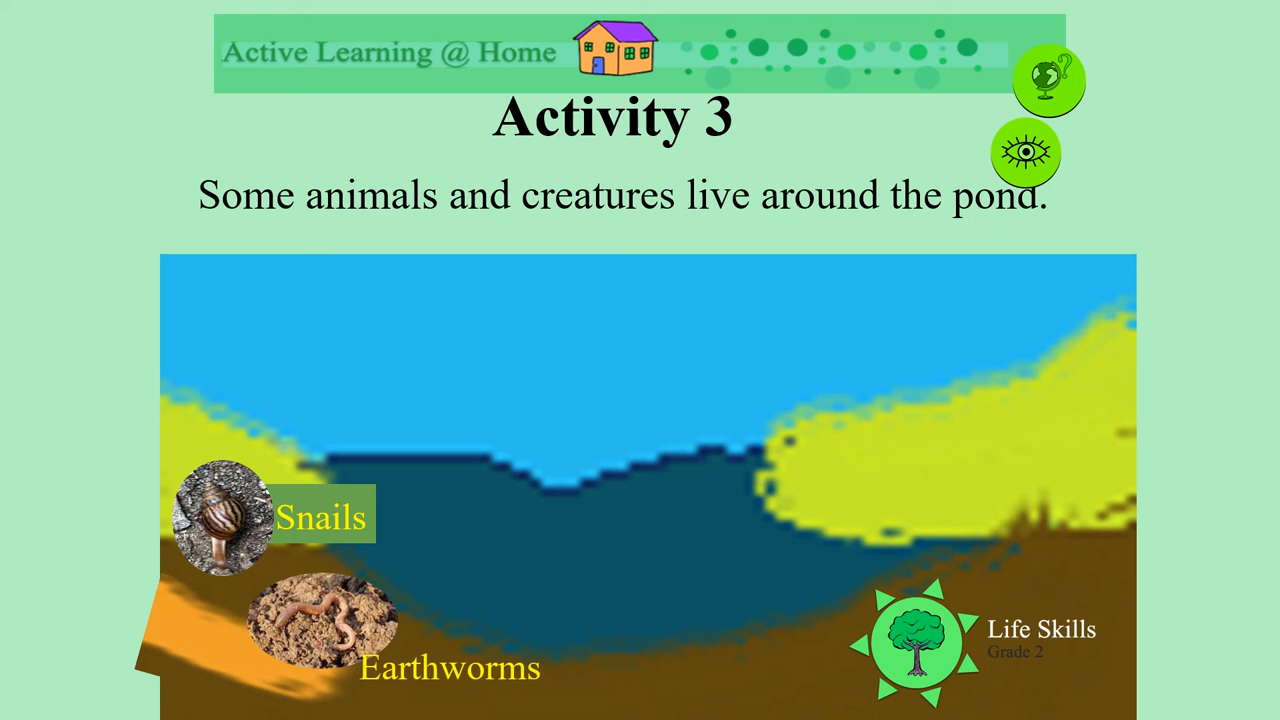 Active Learning @ Home
Activity 3
Some animals and creatures live around the pond.
Snails
Earthworms
Life Skills
Grade 2